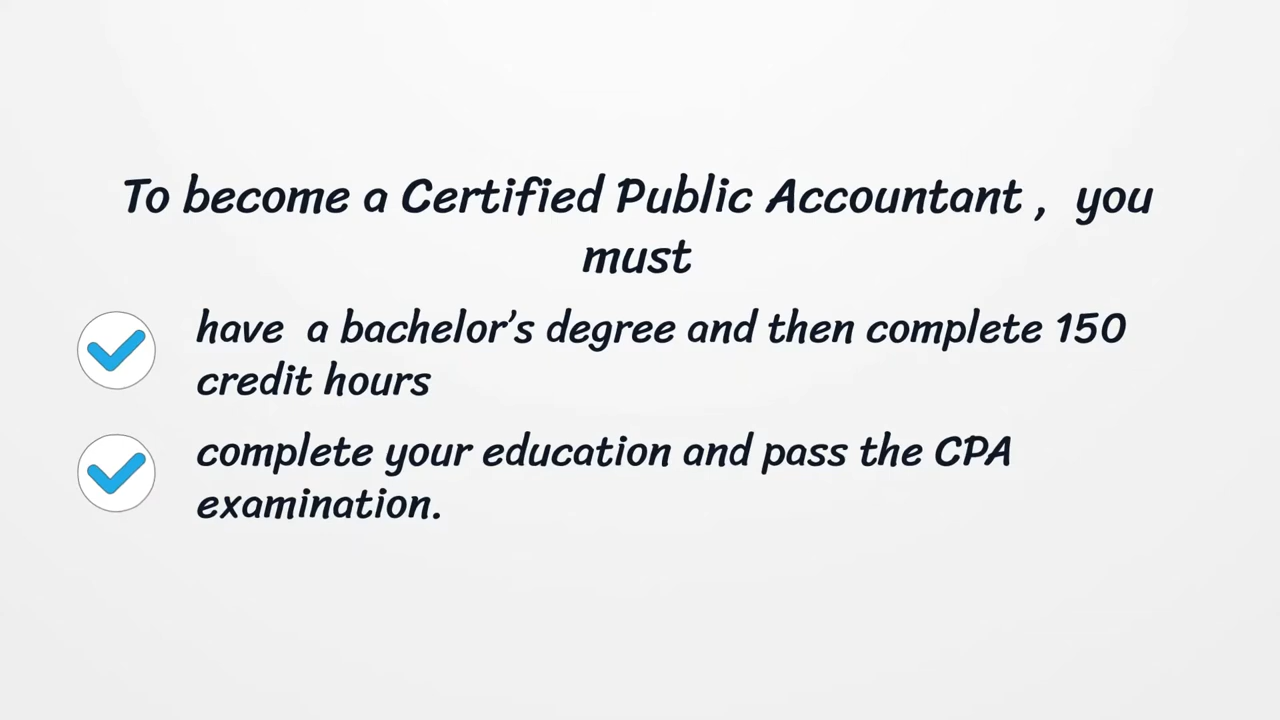 To become a Certified Public Accountant ,  you
must
have  a bachelor's degree and then complete 150
credit hours
complete your education and pass the CPA
examination.